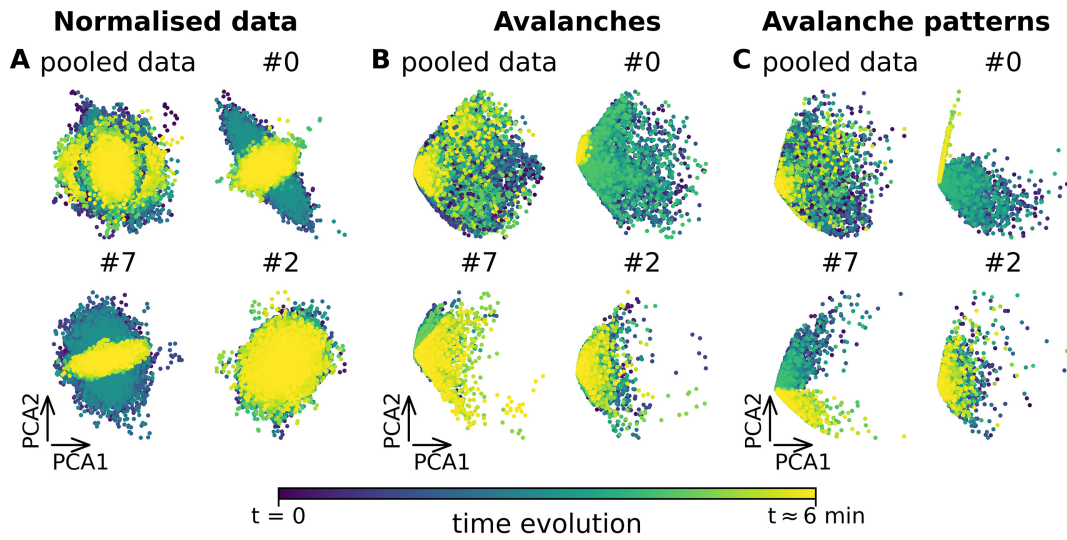 Normalised data
Avalanches
Avalanche patterns
A pooled data #0
B pooled data #0
C pooled data #0
#7 #2
#7 #2
#7 #2
PCA2
PCA1
PCA2
PCA1
PCA2
PCA1
t = 0
time evolution
t ≈ 6 min